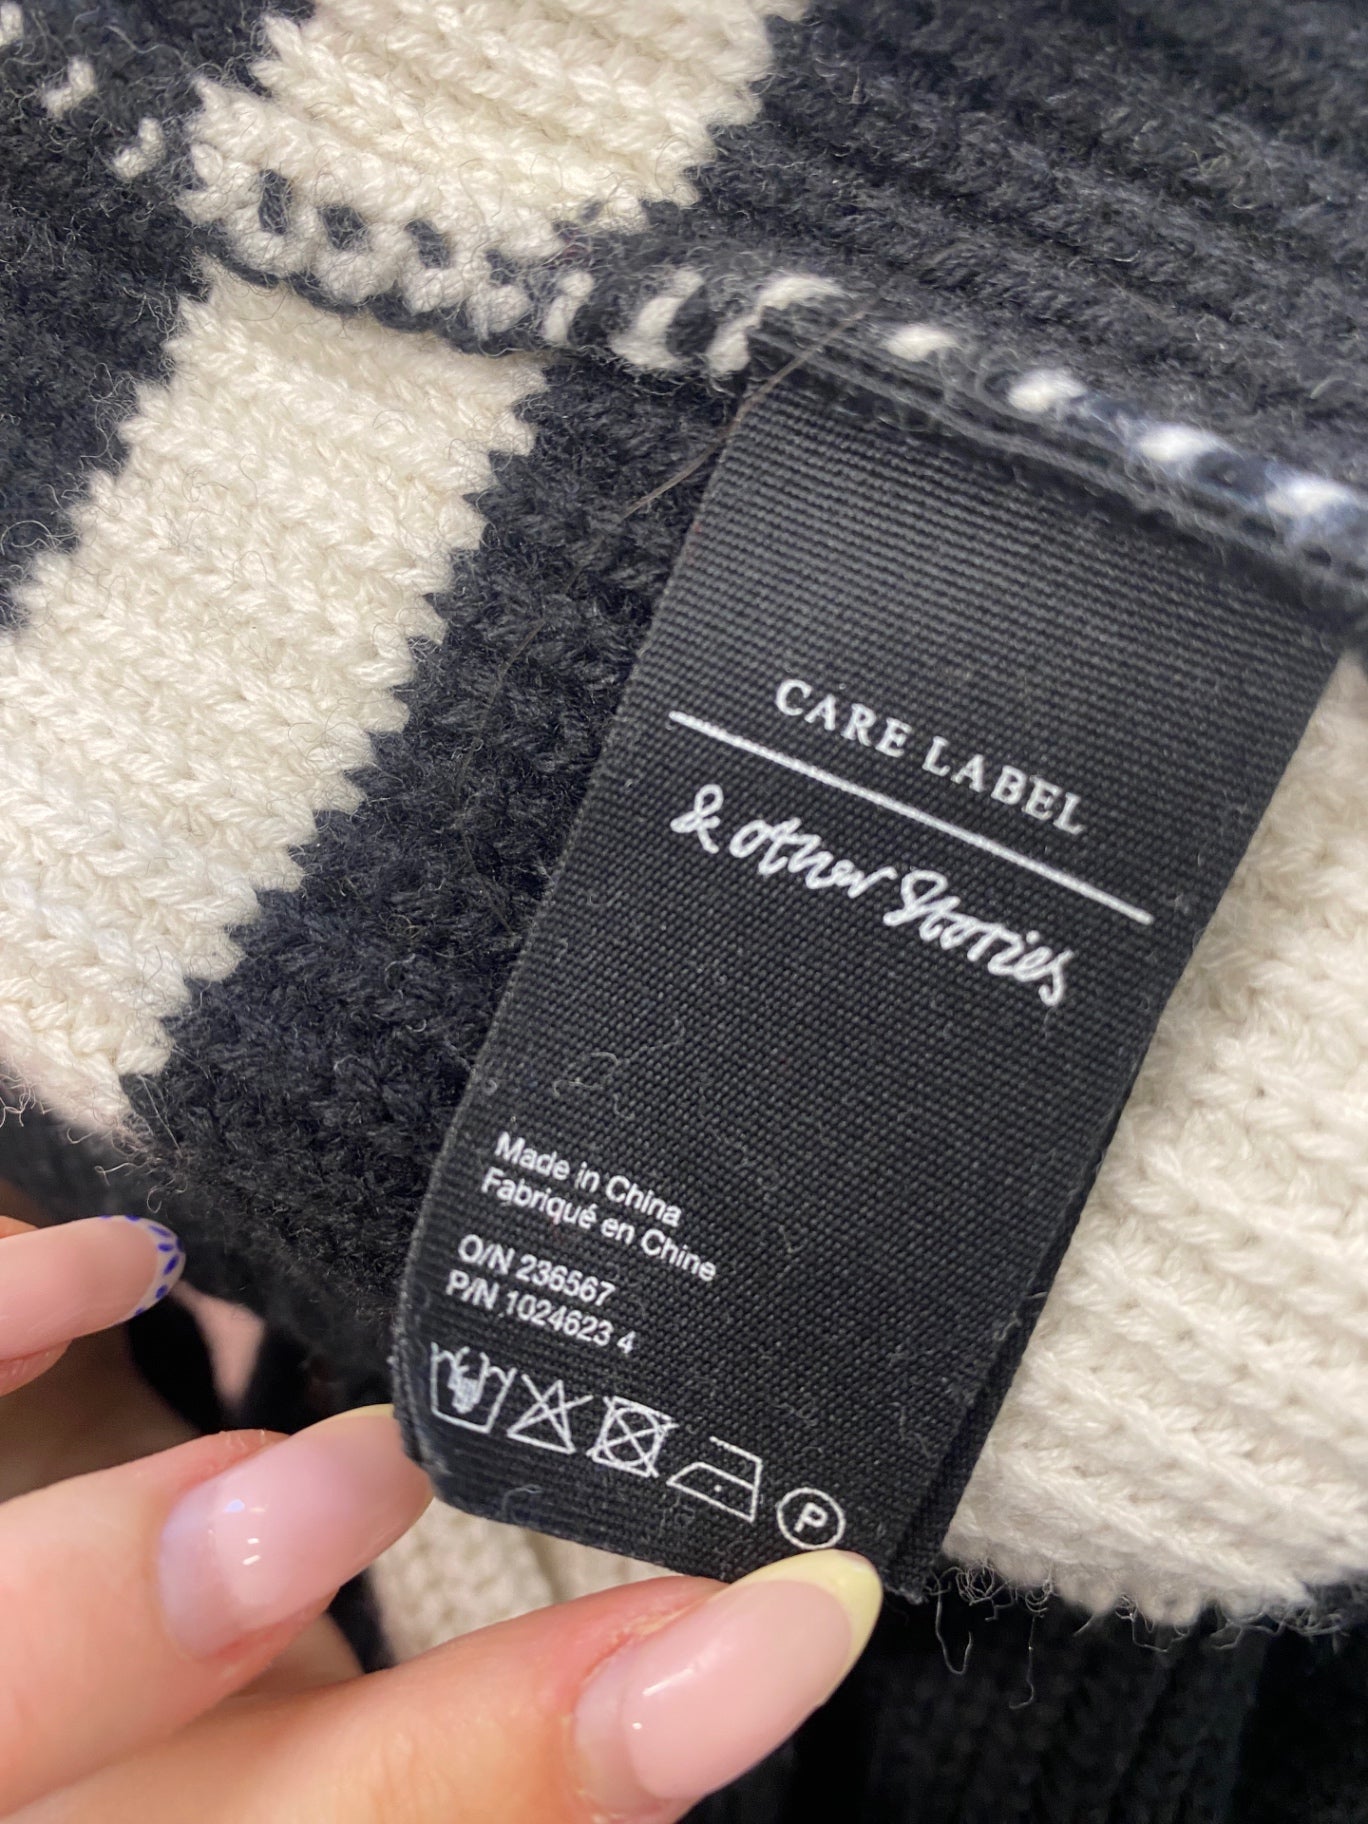 CARE LABEL
& Other Stories
Made in China
Fabriqué en Chine
O/N 236567
P/N 1024623 4
P